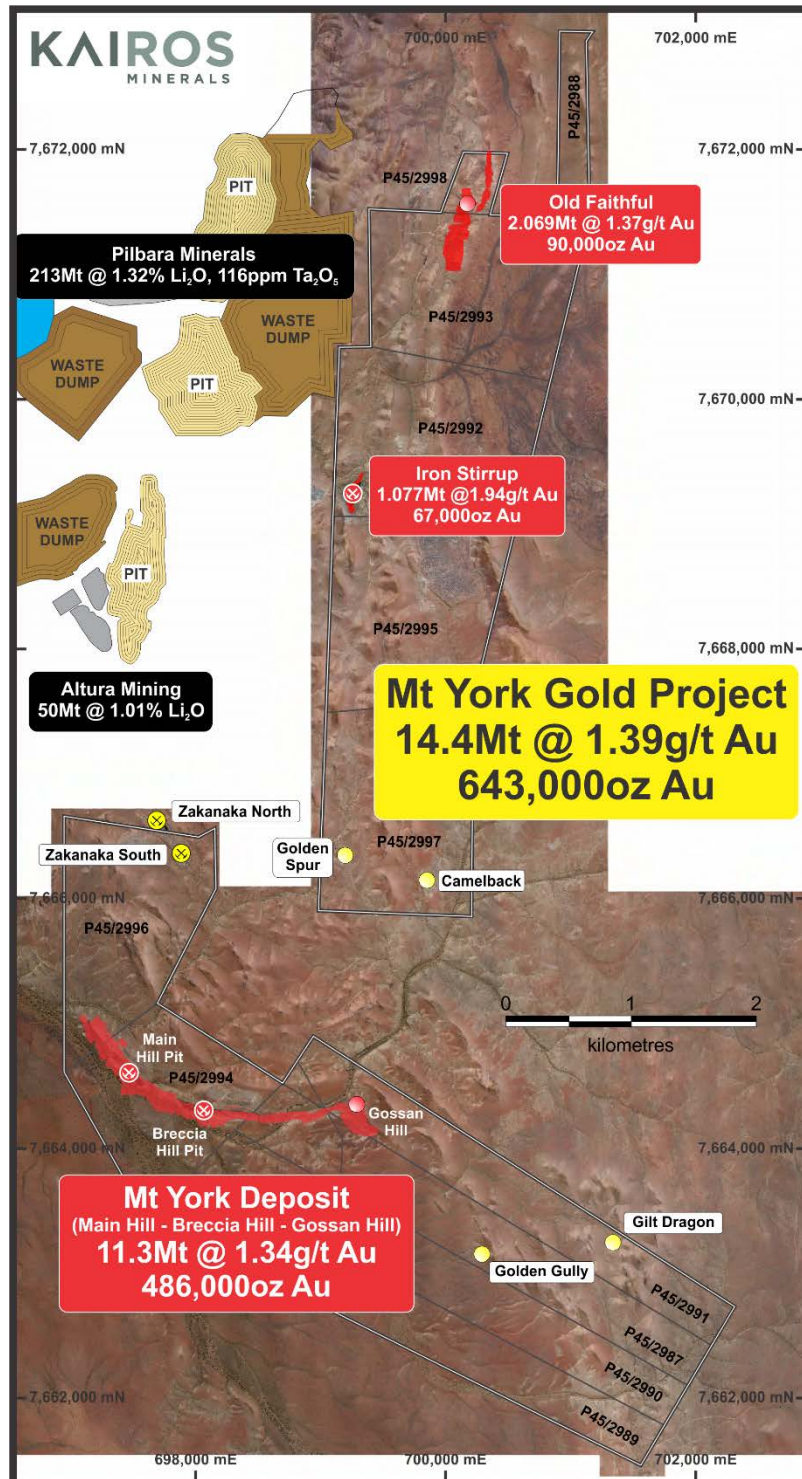 KAIROS
MINERALS
700,000 mE
702,000 mE
P45/2988
7,672,000 mN
7,672,000 mN
PIT
P45/2998
Old Faithful
2.069Mt @ 1.37g/t Au
90,000oz Au
Pilbara Minerals
213Mt @ 1.32% Li₂O, 116ppm Ta₂O₅
P45/2993
WASTE
DUMP
WASTE
DUMP
PIT
7,670,000 mN
7,670,000 mN
P45/2992
Iron Stirrup
1.077Mt @1.94g/t Au
67,000oz Au
WASTE
DUMP
PIT
P45/2995
7,668,000 mN
Altura Mining
50Mt @ 1.01% Li₂O
Mt York Gold Project
14.4Mt @ 1.39g/t Au
643,000oz Au
Zakanaka North
Zakanaka South
P45/2997
Golden
Spur
Camelback
7,666,000 mN
7,666,000 mN
P45/2996
0 1 2
kilometres
Main
Hill Pit
P45/2994
Breccia
Hill Pit
Gossan
Hill
7,664,000 mN
7,664,000 mN
Mt York Deposit
(Main Hill - Breccia Hill - Gossan Hill)
11.3Mt @ 1.34g/t Au
486,000oz Au
Gilt Dragon
Golden Gully
P45/2991
P45/2987
P45/2990
P45/2989
7,662,000 mN
7,662,000 mN
698,000 mE
700,000 mE
702,000 mE